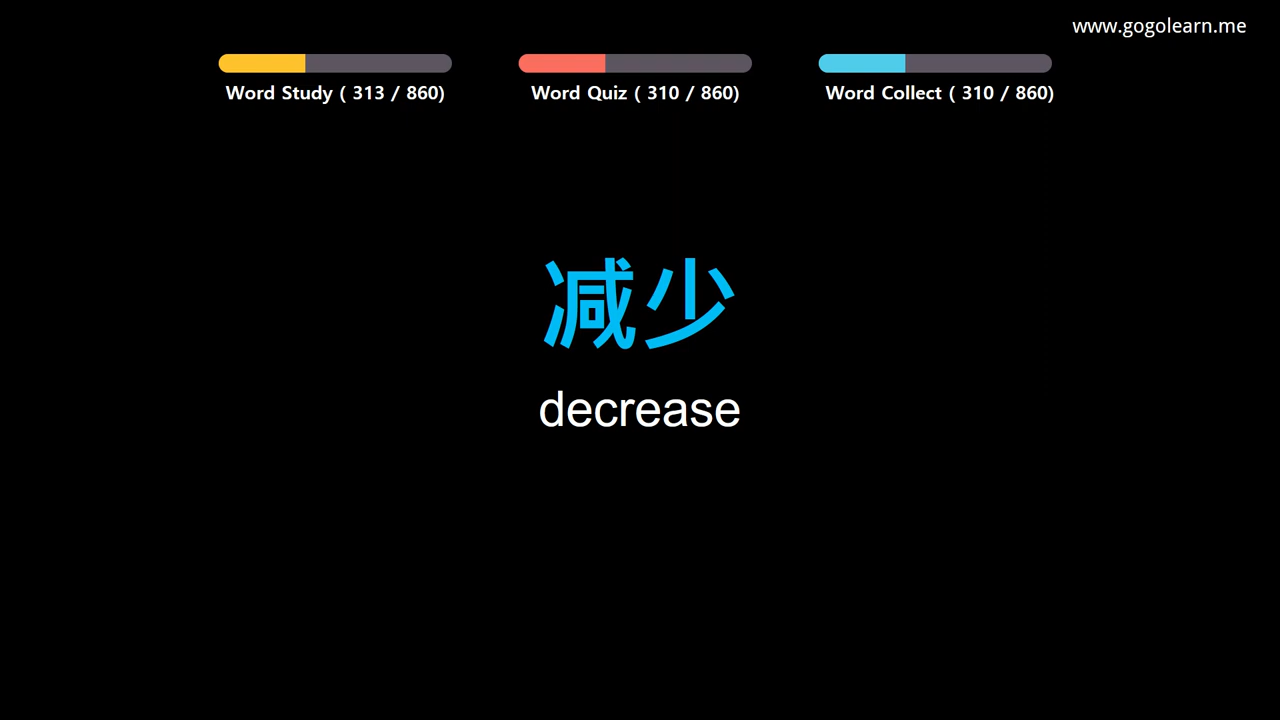 www.gogolearn.me
Word Study ( 313 / 860)
Word Quiz ( 310 / 860)
Word Collect ( 310 / 860)
减少
decrease